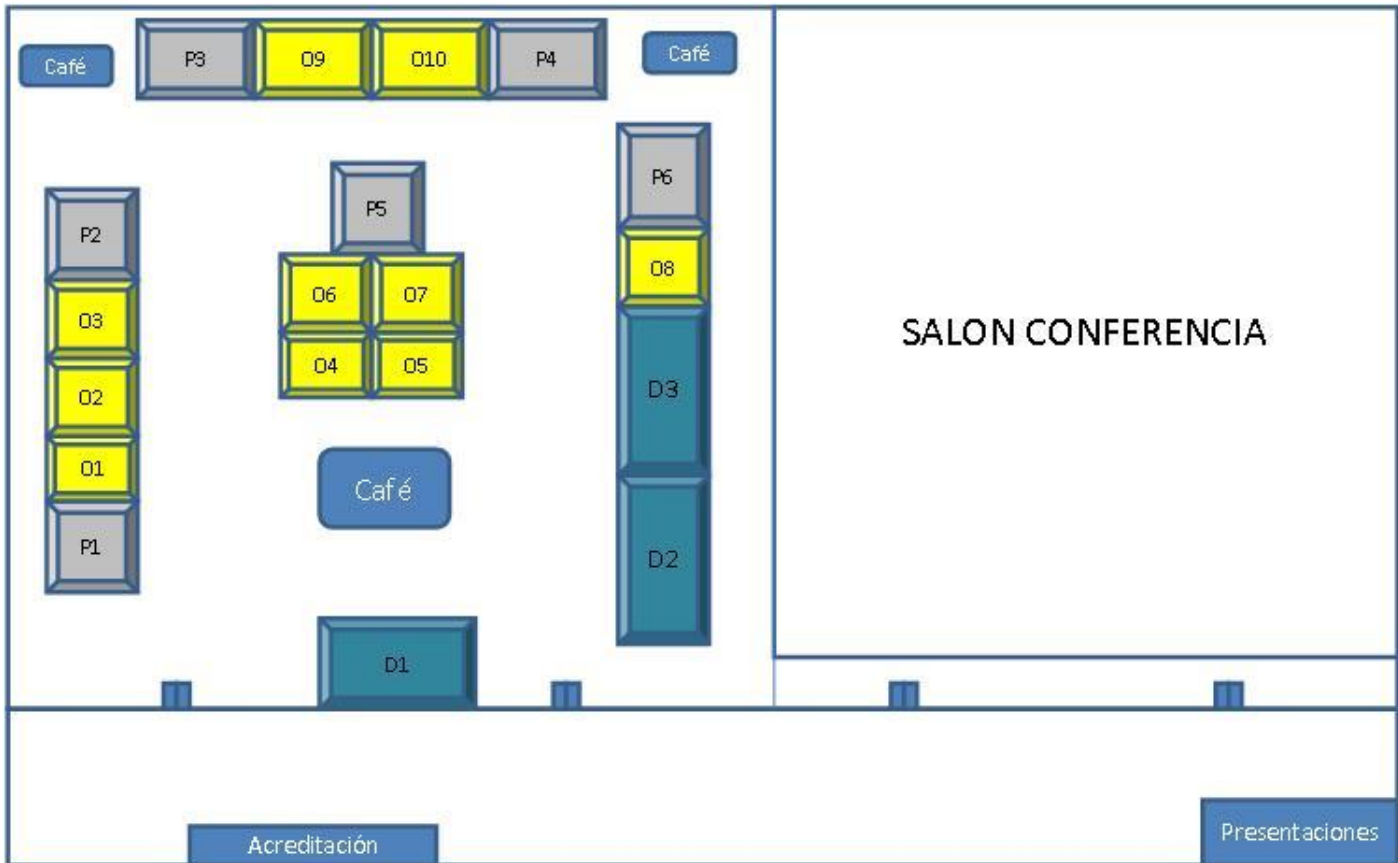 Café
P3
O9
O10
P4
Café
P6
P5
P2
O8
O6
O7
O3
SALON CONFERENCIA
O4
O5
D3
O2
O1
Café
P1
D2
D1
Presentaciones
Acreditación